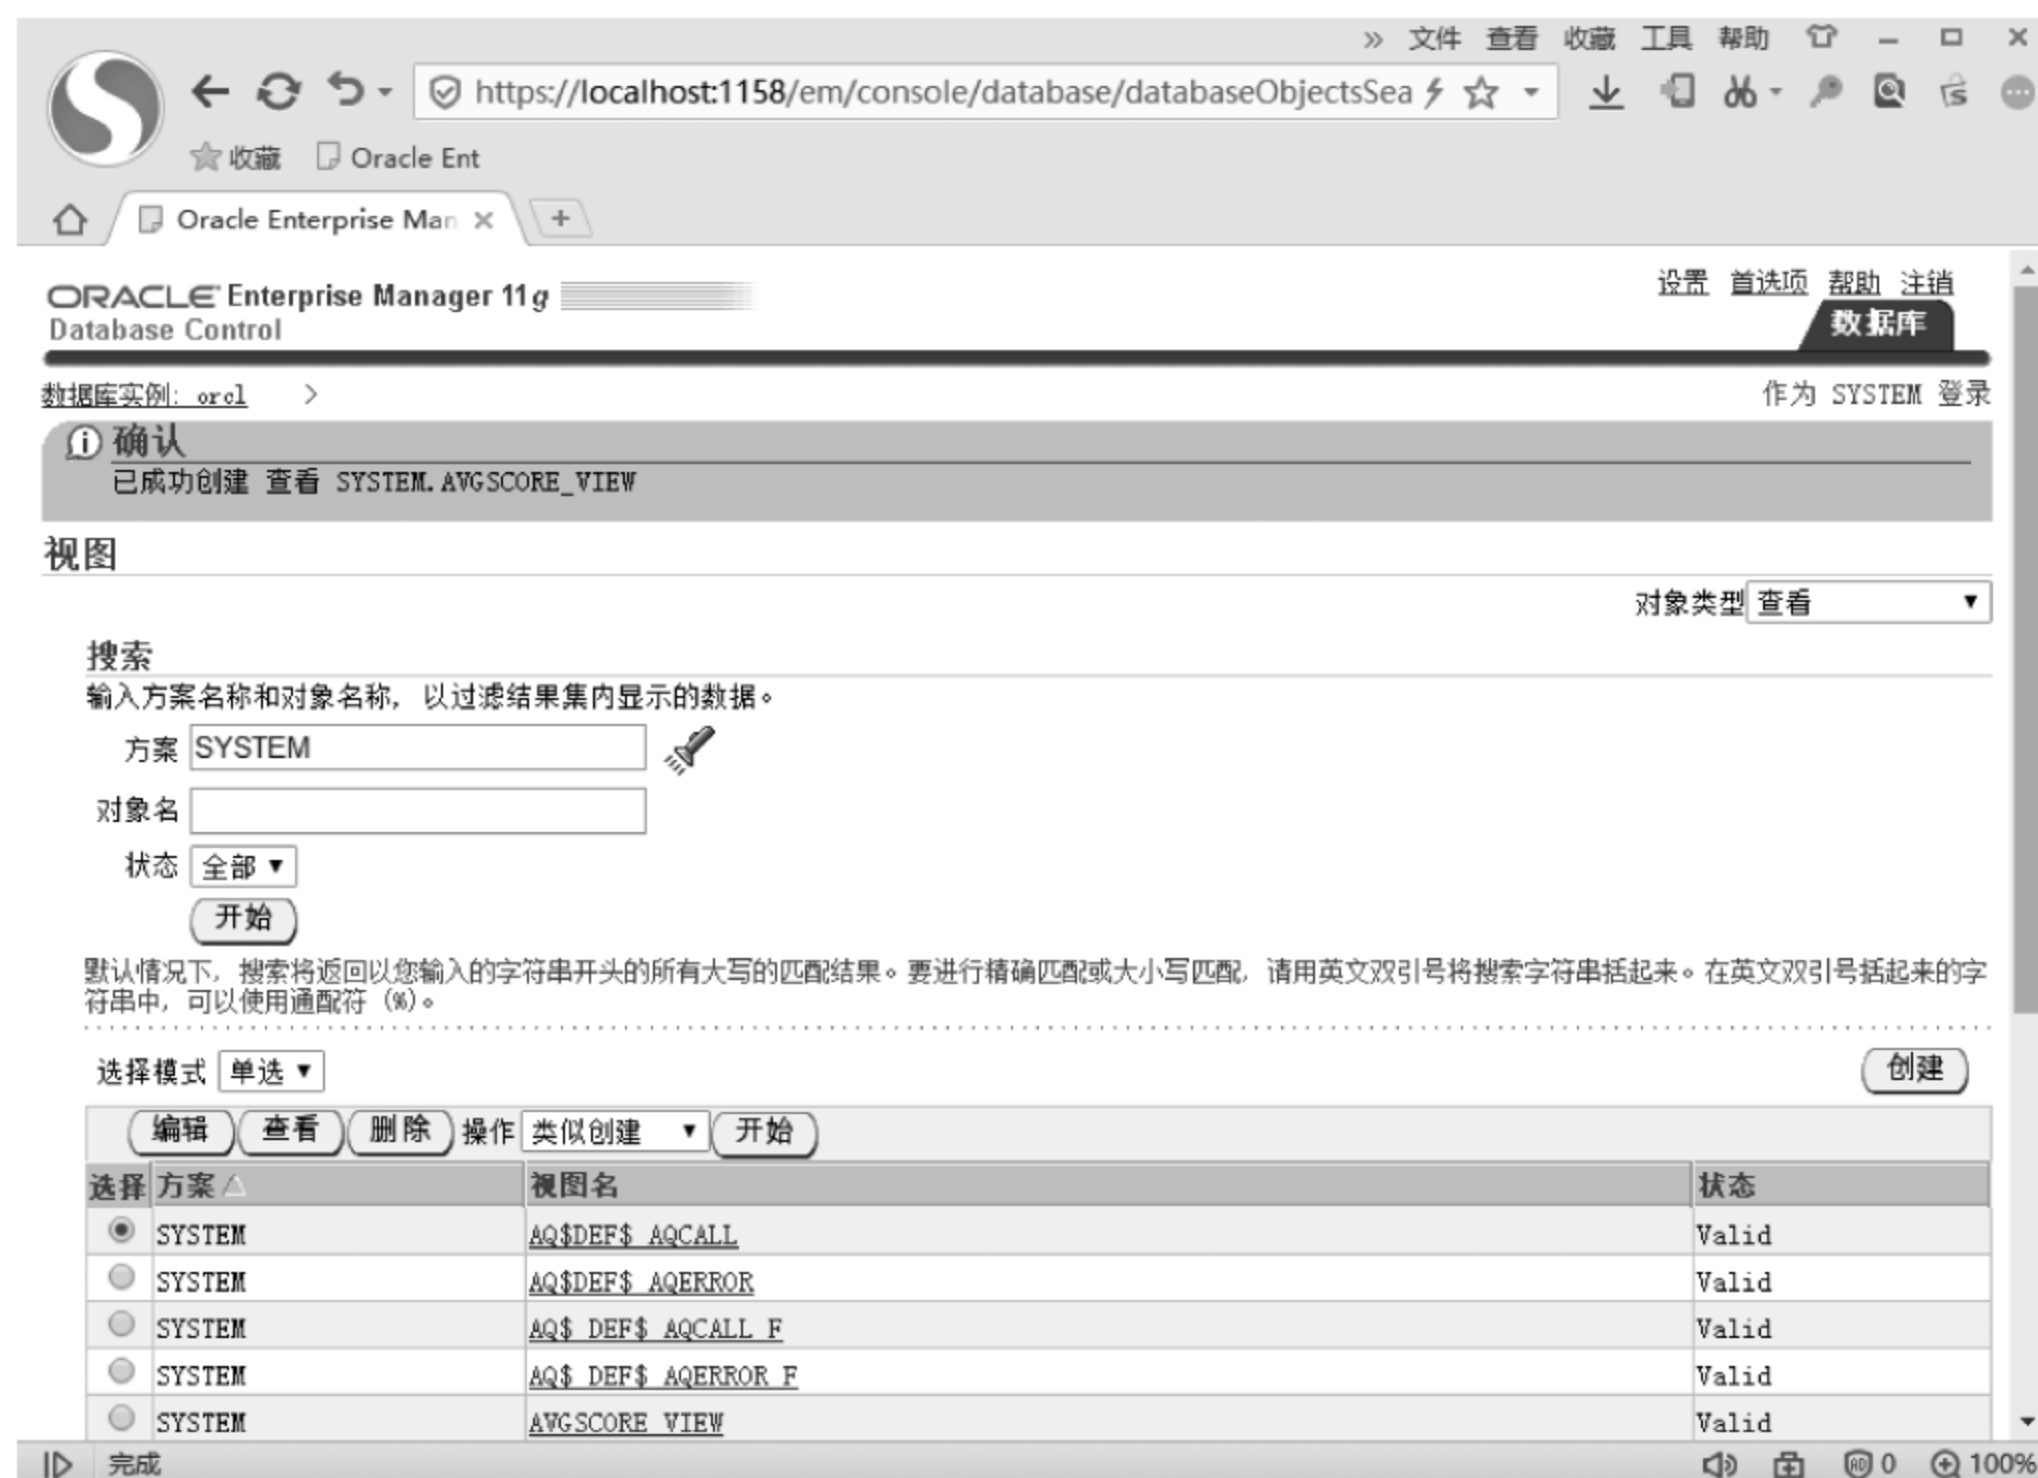 » 文件 查看 收藏 工具 帮助
https://localhost:1158/em/console/database/databaseObjectsSea
收藏 Oracle Ent
Oracle Enterprise Man
设置 首选项 帮助 注销
ORACLE Enterprise Manager 11g
Database Control
数据库
数据库实例: orcl >
作为 SYSTEM 登录
确认
已成功创建 查看 SYSTEM.AVGSCORE_VIEW
视图
对象类型 查看
搜索
输入方案名称和对象名称, 以过滤结果集内显示的数据。
方案 SYSTEM
对象名
状态 全部
开始
默认情况下, 搜索将返回以您输入的字符串开头的所有大写的匹配结果。要进行精确匹配或大小写匹配, 请用英文双引号将搜索字符串括起来。在英文双引号括起来的字
符串中, 可以使用通配符 (%)。
选择模式 单选
创建
编辑 查看 删除 操作 类似创建 开始
选择 方案 视图名 状态
SYSTEM AQ$DEF$_AQCALL Valid
SYSTEM AQ$DEF$_AQERROR Valid
SYSTEM AQ$_DEF$_AQCALL_F Valid
SYSTEM AQ$_DEF$_AQERROR_F Valid
SYSTEM AVGSCORE_VIEW Valid
完成
0 100%